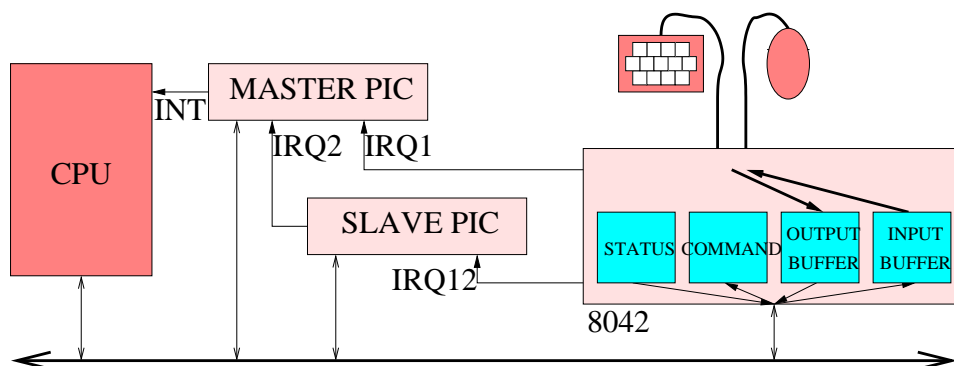 MASTER PIC
INT
IRQ2
IRQ1
CPU
SLAVE PIC
IRQ12
STATUS
COMMAND
OUTPUT
BUFFER
INPUT
BUFFER
8042